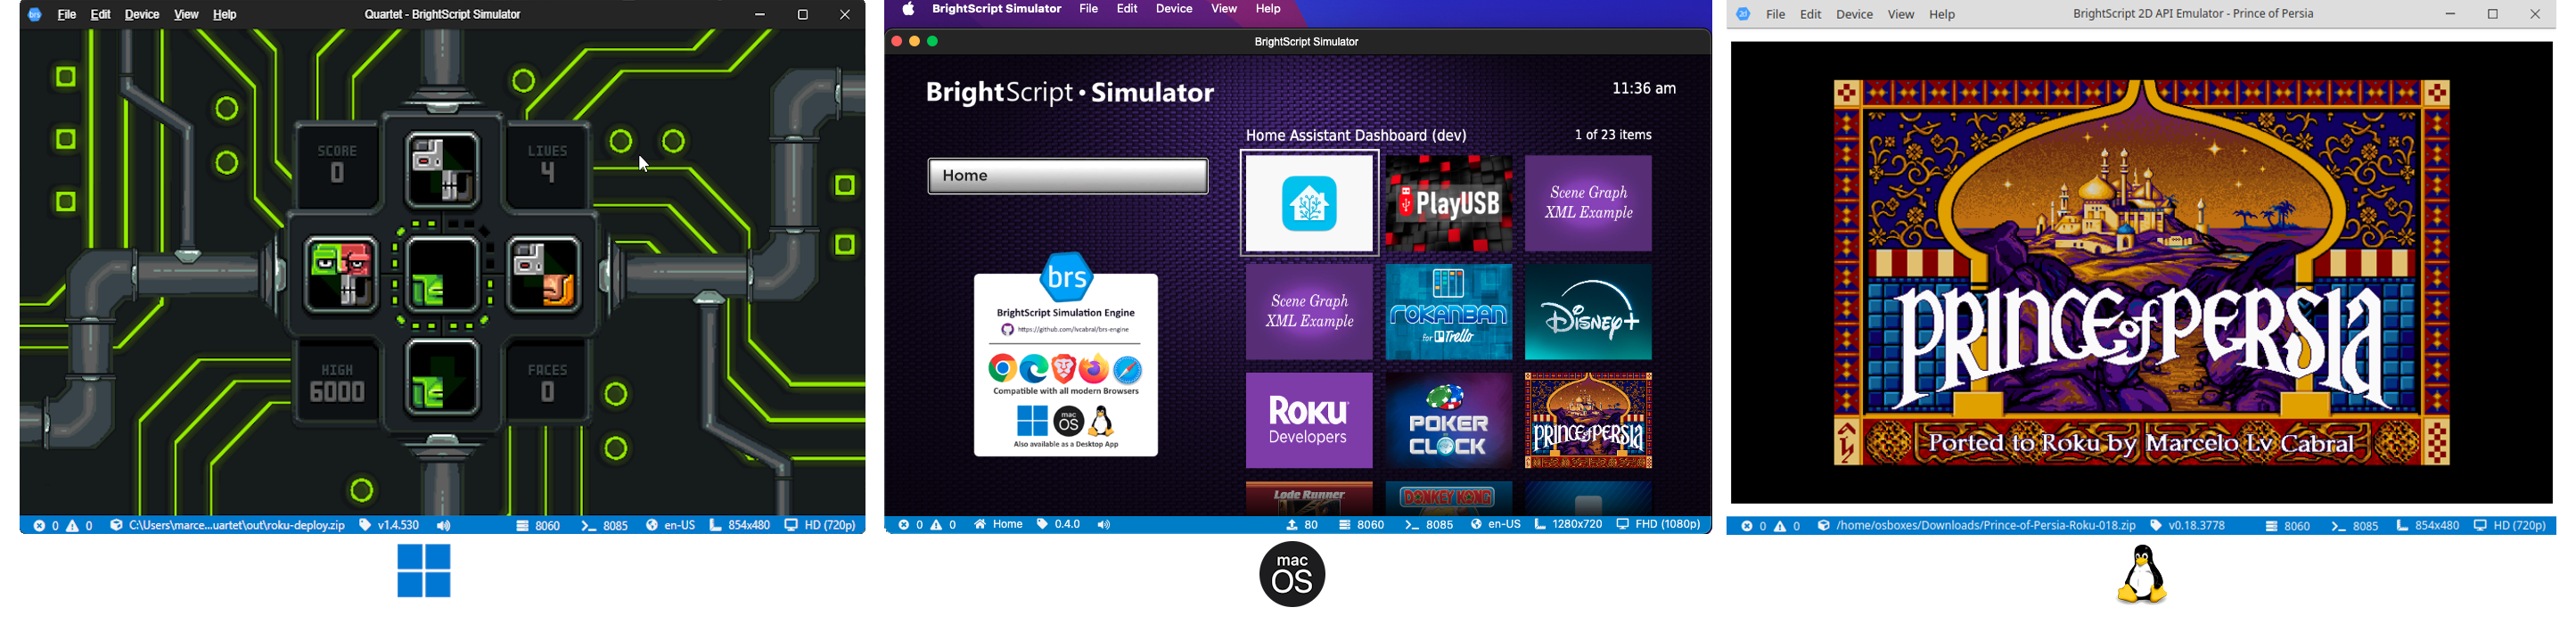 File Edit Device View Help
Quartet - BrightScript Simulator
SCORE
0
LIVES
4
HIGH
6000
FACES
0
0 0 C:\Users\marce...uartet\out\roku-deploy.zip v1.4.530 8060 8085 en-US 854x480 HD (720p)
BrightScript Simulator File Edit Device View Help
BrightScript Simulator
BrightScript • Simulator
11:36 am
Home Assistant Dashboard (dev)
1 of 23 items
Home
PlayUSB
Scene Graph
XML Example
brs
BrightScript Simulation Engine
https://github.com/lvcabral/brs-engine
Compatible with all modern Browsers
mac
OS
Also available as a Desktop App
Scene Graph
XML Example
ROKANBAN
for Trello
Disney+
Roku
Developers
POKER
CLOCK
PRINCE of PERSIA
Lode Runner
DONKEY KONG
0 0 Home 0.4.0 80 8060 8085 en-US 1280x720 FHD (1080p)
mac
OS
File Edit Device View Help
BrightScript 2D API Emulator - Prince of Persia
PRINCE of PERSIA
Ported to Roku by Marcelo Lv Cabral
0 0 /home/osboxes/Downloads/Prince-of-Persia-Roku-018.zip v0.18.3778 8060 8085 854x480 HD (720p)